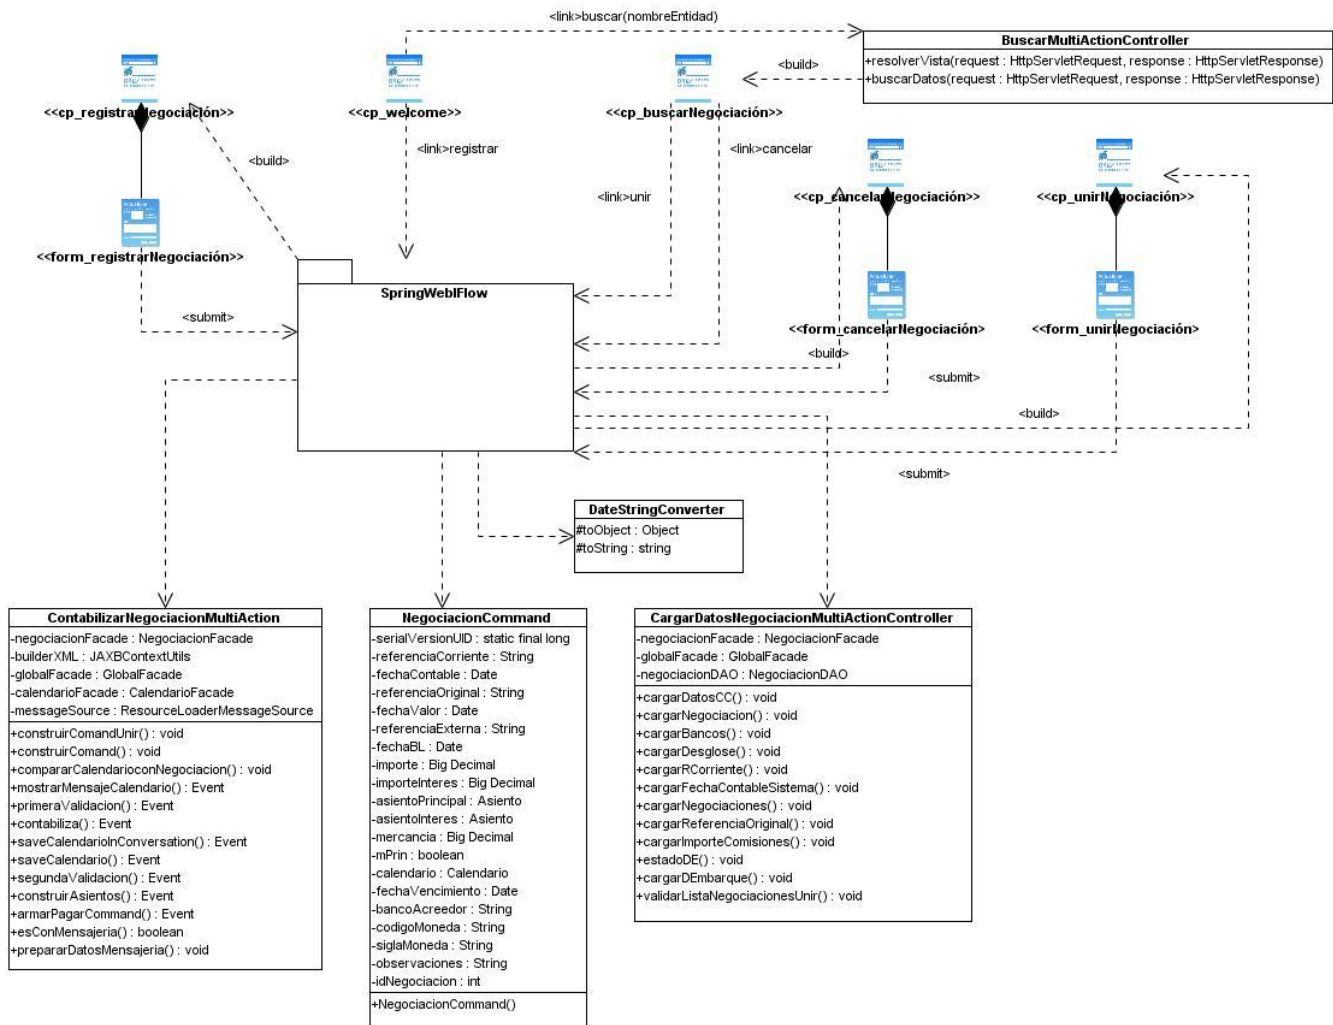 <link>buscar(nombreEntidad)
BuscarMultiActionController
+resolverVista(request : HttpServletRequest, response : HttpServletResponse)
+buscarDatos(request : HttpServletRequest, response : HttpServletResponse)
<build>
<<cp_registrarNegociación>>
<<cp_welcome>>
<<cp_buscarNegociación>>
<link>registrar
<link>cancelar
<build>
<link>unir
<<cp_cancelarNegociación>>
<<cp_unirNegociación>>
<<form_registrarNegociación>>
SpringWeblFlow
<submit>
<<form_cancelarNegociación>
<<form_unirNegociación>
<build>
<submit>
<build>
<submit>
DateStringConverter
#toObject : Object
#toString : string
ContabilizarNegociacionMultiAction
-negociacionFacade : NegociacionFacade
-builderXML : JAXBContextUtils
-globalFacade : GlobalFacade
-calendarioFacade : CalendarioFacade
-messageSource : ResourceLoaderMessageSource
+construirComandUnir() : void
+construirComand() : void
+compararCalendarioconNegociacion() : void
+mostrarMensajeCalendario() : Event
+primeraValidacion() : Event
+contabiliza() : Event
+saveCalendarioInConversation() : Event
+saveCalendario() : Event
+segundaValidacion() : Event
+construirAsientos() : Event
+armarPagarCommand() : Event
+esConMensajeria() : boolean
+prepararDatosMensajeria() : void
NegociacionCommand
-serialVersionUID : static final long
-referenciaCorriente : String
-fechaContable : Date
-referenciaOriginal : String
-fechaValor : Date
-referenciaExterna : String
-fechaBL : Date
-importe : Big Decimal
-importeInteres : Big Decimal
-asientoPrincipal : Asiento
-asientoInteres : Asiento
-mercancia : Big Decimal
-mPrin : boolean
-calendario : Calendario
-fechaVencimiento : Date
-bancoAcreedor : String
-codigoMoneda : String
-siglaMoneda : String
-observaciones : String
-idNegociacion : int
+NegociacionCommand()
CargarDatosNegociacionMultiActionController
-negociacionFacade : NegociacionFacade
-globalFacade : GlobalFacade
-negociacionDAO : NegociacionDAO
+cargarDatosCC() : void
+cargarNegociacion() : void
+cargarBancos() : void
+cargarDesglose() : void
+cargarRCorriente() : void
+cargarFechaContableSistema() : void
+cargarNegociaciones() : void
+cargarReferenciaOriginal() : void
+cargarImporteComisiones() : void
+estadoDE() : void
+cargarDEmbarque() : void
+validarListaNegociacionesUnir() : void